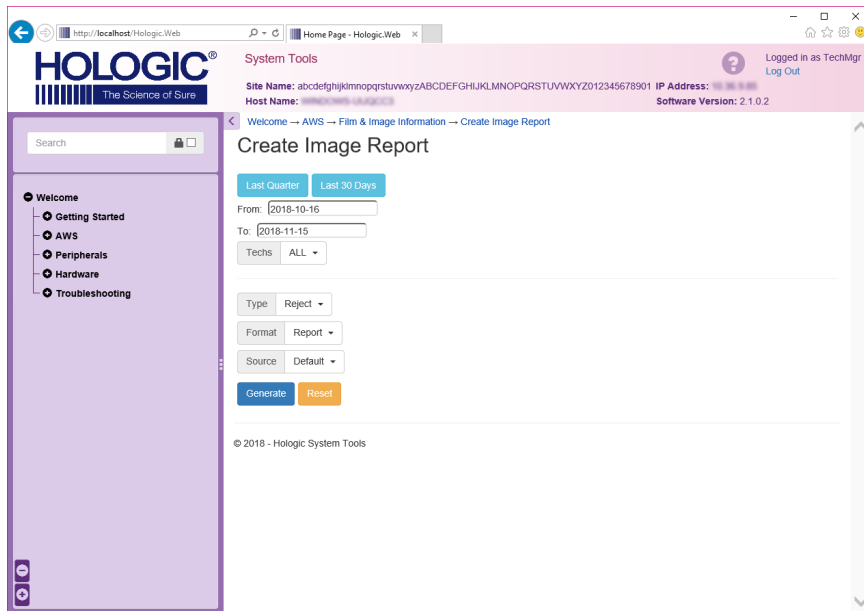 http://localhost/Hologic.Web
Home Page - Hologic.Web
HOLOGIC®
The Science of Sure
System Tools
Logged in as TechMgr
Log Out
Site Name: abcdefghijklmnopqrstuvwxyzABCDEFGHIJKLMNOPQRSTUVWXYZ012345678901 IP Address:
Host Name:
Software Version: 2.1.0.2
Search
Welcome
Getting Started
AWS
Peripherals
Hardware
Troubleshooting
Welcome → AWS → Film & Image Information → Create Image Report
Create Image Report
Last Quarter Last 30 Days
From: 2018-10-16
To: 2018-11-15
Techs ALL
Type Reject
Format Report
Source Default
Generate Reset
© 2018 - Hologic System Tools